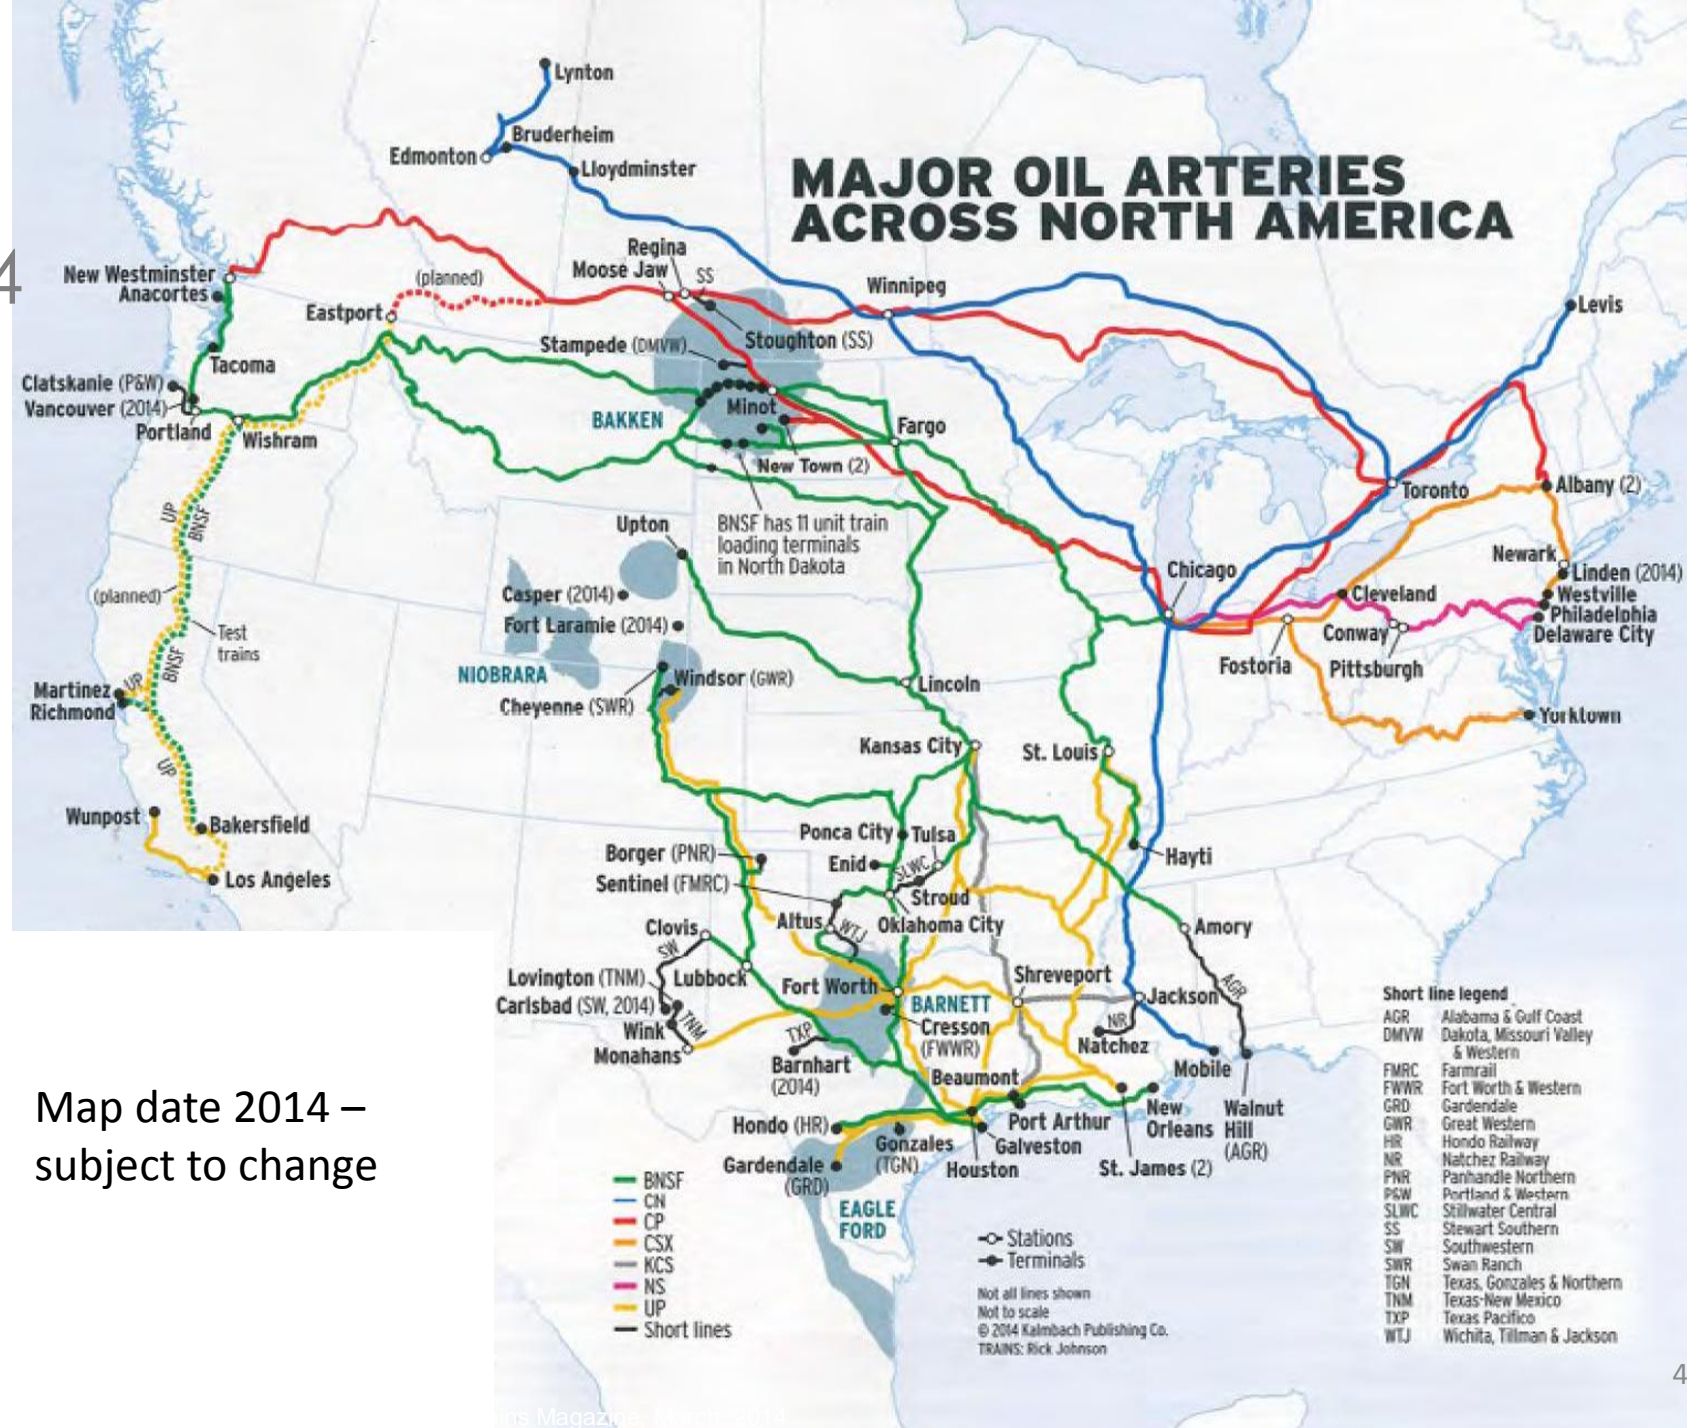 4
MAJOR OIL ARTERIES
ACROSS NORTH AMERICA
Lynton
Bruderheim
Edmonton
Lloydminster
Regina
Moose Jaw
SS
(planned)
Winnipeg
New Westminster
Anacortes
Eastport
Levis
Stampede (DMVW)
Stoughton (SS)
Tacoma
Clatskanie (P&W)
Vancouver (2014)
Portland
Wishram
BAKKEN
Minot
Fargo
New Town (2)
Toronto
Albany (2)
UP
BNSF
Upton
BNSF has 11 unit train
loading terminals
in North Dakota
Chicago
Newark
Linden (2014)
Westville
Philadelphia
Delaware City
Cleveland
Conway
Pittsburgh
Fostoria
(planned)
Casper (2014)
Fort Laramie (2014)
Test
trains
BNSF
NIOBRARA
Windsor (GWR)
Cheyenne (SWR)
Lincoln
Martinez
Richmond
UP
Yorktown
Kansas City
St. Louis
UP
Wunpost
Bakersfield
Los Angeles
Ponca City
Tulsa
Borger (PNR)
Enid
SLWC
Hayti
Sentinel (FMRC)
Stroud
Altus
WTJ
Oklahoma City
Clovis
SW
Amory
Lovington (TNM)
Lubbock
Fort Worth
Shreveport
AGR
Carlsbad (SW, 2014)
BARNETT
Jackson
Wink
TNM
Cresson
(FWWR)
NR
Natchez
Monahans
TXP
Barnhart
(2014)
Beaumont
Mobile
Hondo (HR)
Gonzales
(TGN)
Port Arthur
Galveston
New
Orleans
Walnut
Hill
(AGR)
Gardendale
(GRD)
Houston
St. James (2)
EAGLE
FORD
Map date 2014 –
subject to change
BNSF
CN
CP
CSX
KCS
NS
UP
Short lines
Stations
Terminals
Not all lines shown
Not to scale
© 2014 Kalmbach Publishing Co.
TRAINS: Rick Johnson
Short line legend
AGR Alabama & Gulf Coast
DMVW Dakota, Missouri Valley
& Western
FMRC Farmrail
FWWR Fort Worth & Western
GRD Gardendale
GWR Great Western
HR Hondo Railway
NR Natchez Railway
PNR Panhandle Northern
P&W Portland & Western
SLWC Stillwater Central
SS Stewart Southern
SW Southwestern
SWR Swan Ranch
TGN Texas, Gonzales & Northern
TNM Texas-New Mexico
TXP Texas Pacifico
WTJ Wichita, Tillman & Jackson
4
Magazine, March, 2014